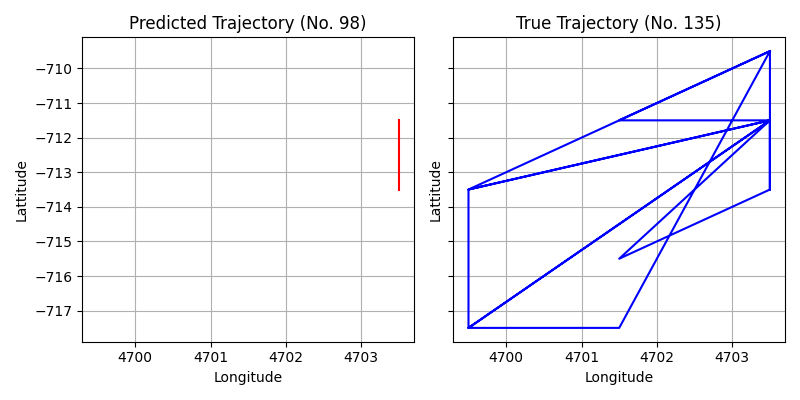 Predicted Trajectory (No. 98)
True Trajectory (No. 135)
−710
−711
−712
−713
−714
−715
−716
−717
Lattitude
Lattitude
4700 4701 4702 4703
4700 4701 4702 4703
Longitude
Longitude